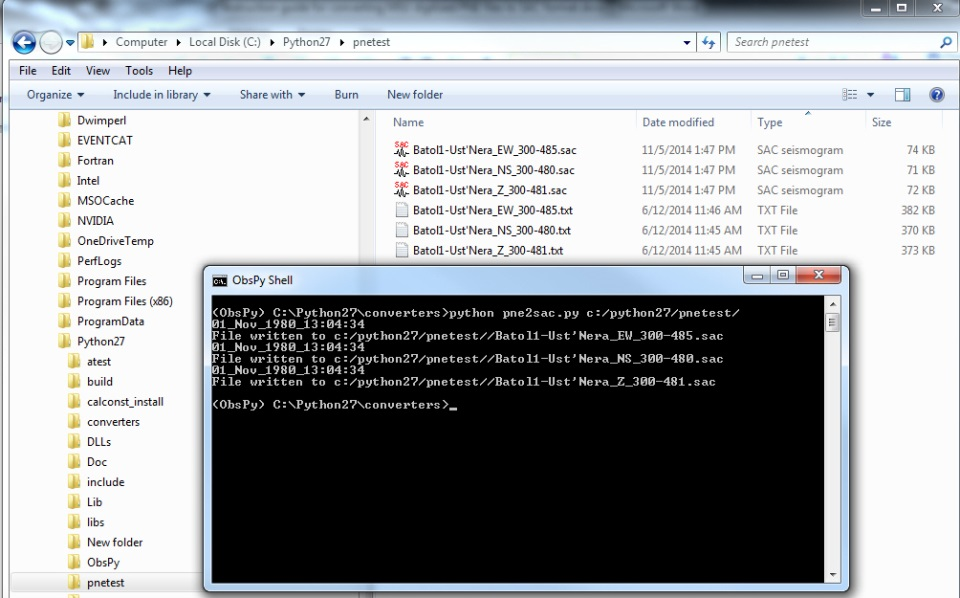 Computer ▸ Local Disk (C:) ▸ Python27 ▸ pnetest
Search pnetest
File Edit View Tools Help
Organize Include in library Share with Burn New folder
Dwimperl
EVENTCAT
Fortran
Intel
MSOCache
NVIDIA
OneDriveTemp
PerfLogs
Program Files
Program Files (x86)
ProgramData
Python27
atest
build
calconst_install
converters
DLLs
Doc
include
Lib
libs
New folder
ObsPy
pnetest
Name Date modified Type Size
SAC Batol1-Ust'Nera_EW_300-485.sac 11/5/2014 1:47 PM SAC seismogram 74 KB
SAC Batol1-Ust'Nera_NS_300-480.sac 11/5/2014 1:47 PM SAC seismogram 71 KB
SAC Batol1-Ust'Nera_Z_300-481.sac 11/5/2014 1:47 PM SAC seismogram 72 KB
Batol1-Ust'Nera_EW_300-485.txt 6/12/2014 11:46 AM TXT File 382 KB
Batol1-Ust'Nera_NS_300-480.txt 6/12/2014 11:45 AM TXT File 370 KB
Batol1-Ust'Nera_Z_300-481.txt 6/12/2014 11:45 AM TXT File 373 KB
C:\. ObsPy Shell
(ObsPy) C:\Python27\converters>python pne2sac.py c:/python27/pnetest/
01_Nov_1980_13:04:34
File written to c:/python27/pnetest//Batol1-Ust'Nera_EW_300-485.sac
01_Nov_1980_13:04:34
File written to c:/python27/pnetest//Batol1-Ust'Nera_NS_300-480.sac
01_Nov_1980_13:04:34
File written to c:/python27/pnetest//Batol1-Ust'Nera_Z_300-481.sac
(ObsPy) C:\Python27\converters>_